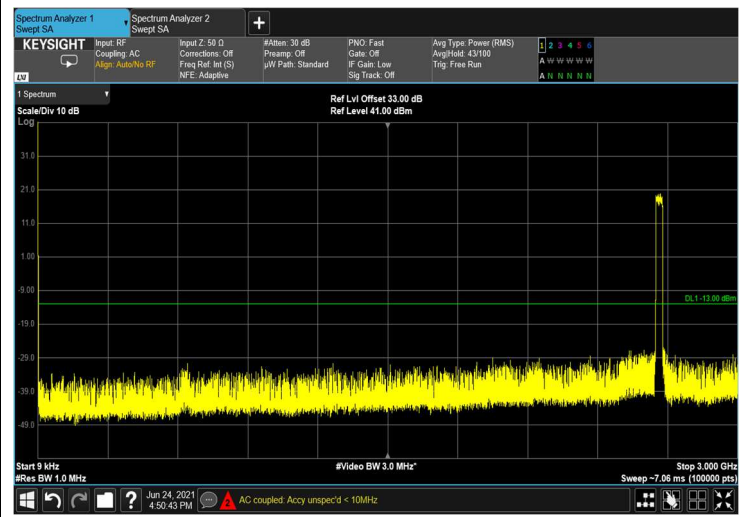 Spectrum Analyzer 1
Swept SA
Spectrum Analyzer 2
Swept SA
+
KEYSIGHT
LXI
Input: RF
Coupling: AC
Align: Auto/No RF
Input Z: 50 Ω
Corrections: Off
Freq Ref: Int (S)
NFE: Adaptive
#Atten: 30 dB
Preamp: Off
µW Path: Standard
PNO: Fast
Gate: Off
IF Gain: Low
Sig Track: Off
Avg Type: Power (RMS)
Avg|Hold: 43/100
Trig: Free Run
1 2 3 4 5 6
A W W W W W
A N N N N N
1 Spectrum
Scale/Div 10 dB
Log
Ref Lvl Offset 33.00 dB
Ref Level 41.00 dBm
31.0
21.0
11.0
1.00
-9.00
DL1 -13.00 dBm
-19.0
-29.0
-39.0
-49.0
Start 9 kHz
#Res BW 1.0 MHz
#Video BW 3.0 MHz*
Stop 3.000 GHz
Sweep ~7.06 ms (100000 pts)
?
Jun 24, 2021
4:50:43 PM
2
AC coupled: Accy unspec'd < 10MHz